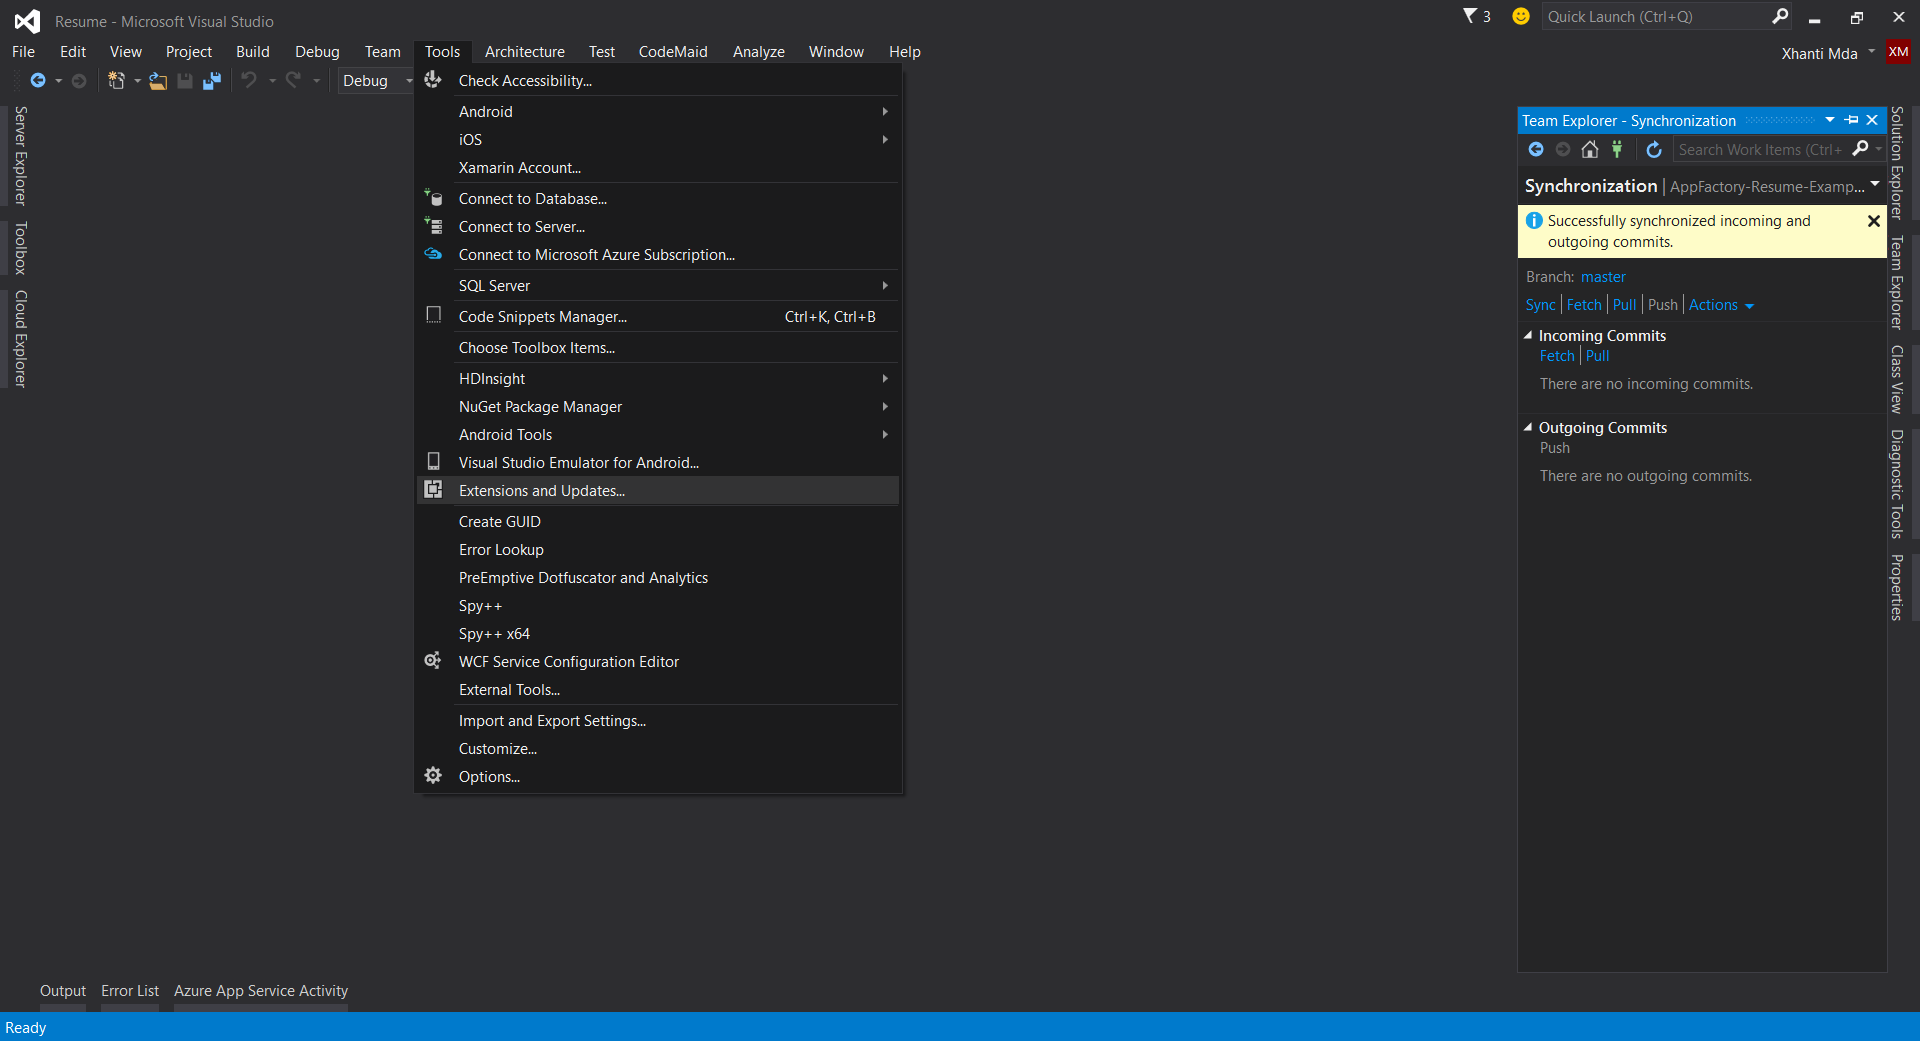 Resume - Microsoft Visual Studio
3
Quick Launch (Ctrl+Q)
File Edit View Project Build Debug Team Tools Architecture Test CodeMaid Analyze Window Help
Xhanti Mda
XM
Debug
Server Explorer
Toolbox
Cloud Explorer
Check Accessibility...
Android
iOS
Xamarin Account...
Connect to Database...
Connect to Server...
Connect to Microsoft Azure Subscription...
SQL Server
Code Snippets Manager... Ctrl+K, Ctrl+B
Choose Toolbox Items...
HDInsight
NuGet Package Manager
Android Tools
Visual Studio Emulator for Android...
Extensions and Updates...
Create GUID
Error Lookup
PreEmptive Dotfuscator and Analytics
Spy++
Spy++ x64
WCF Service Configuration Editor
External Tools...
Import and Export Settings...
Customize...
Options...
Team Explorer - Synchronization
Search Work Items (Ctrl+
Synchronization | AppFactory-Resume-Examp...
Successfully synchronized incoming and
outgoing commits.
Branch: master
Sync | Fetch | Pull | Push | Actions
Incoming Commits
Fetch | Pull
There are no incoming commits.
Outgoing Commits
Push
There are no outgoing commits.
Solution Explorer
Team Explorer
Class View
Diagnostic Tools
Properties
Output Error List Azure App Service Activity
Ready